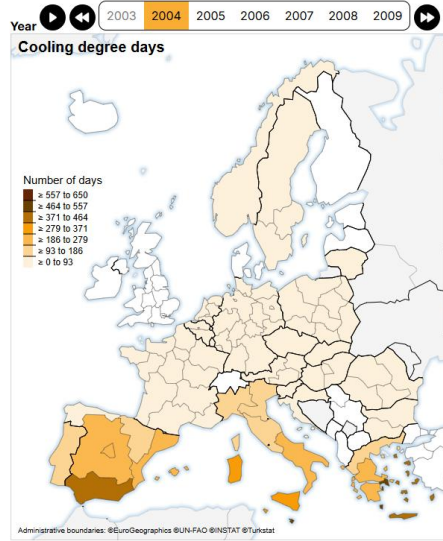 Year 2003 2004 2005 2006 2007 2008 2009
Cooling degree days
Number of days
≥ 557 to 650
≥ 464 to 557
≥ 371 to 464
≥ 279 to 371
≥ 186 to 279
≥ 93 to 186
≥ 0 to 93
Administrative boundaries: ©EuroGeographics ©UN-FAO ©INSTAT ©Turkstat